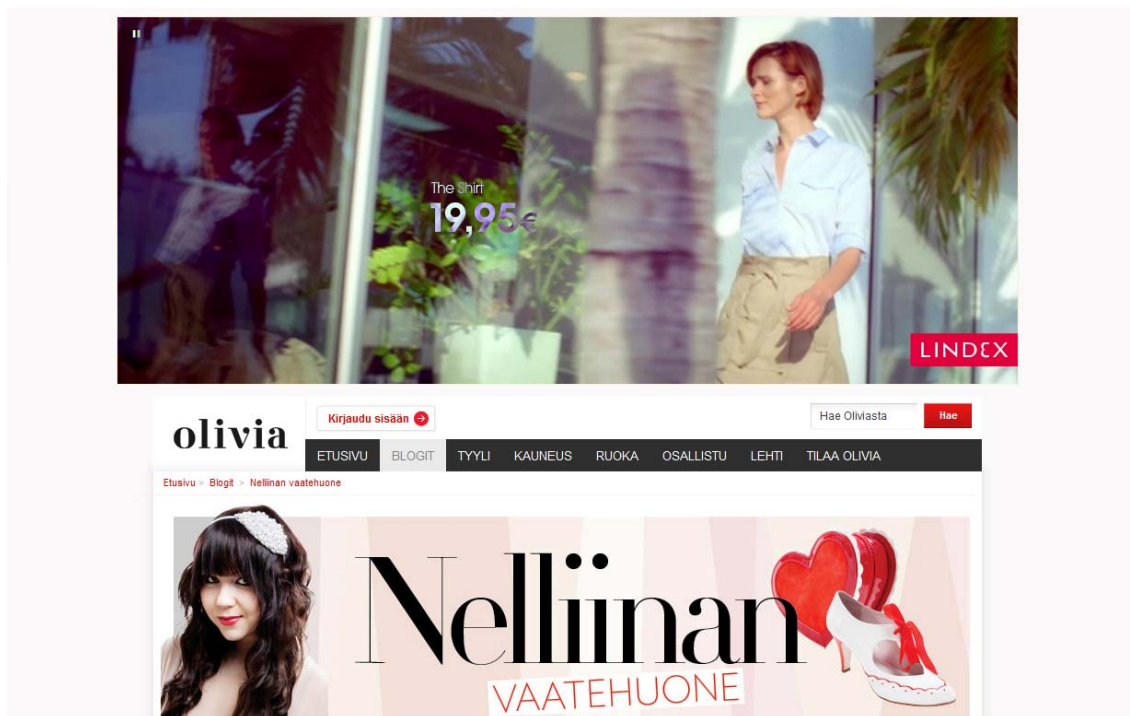 The Shirt
19,95€
LINDEX
olivia
Kirjaudu sisään
Hae Oliviasta
Hae
ETUSIVU BLOGIT TYYLI KAUNEUS RUOKA OSALLISTU LEHTI TILAA OLIVIA
Etusivu > Blogit > Nelliinan vaatehuone
Nelliinan
VAATEHUONE